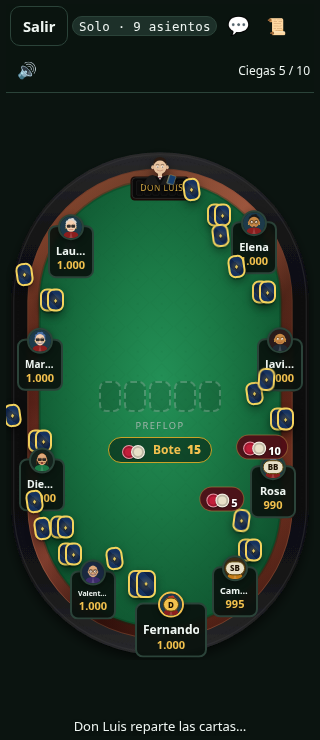 Salir
Solo · 9 asientos
Ciegas 5 / 10
DON LUIS
Lau...
1.000
Elena
.000
Mar...
1.000
Javi...
000
PREFLOP
Bote 15
10
BB
Rosa
990
Die...
00
5
Valent...
1.000
D
Fernando
1.000
SB
Cam...
995
Don Luis reparte las cartas...